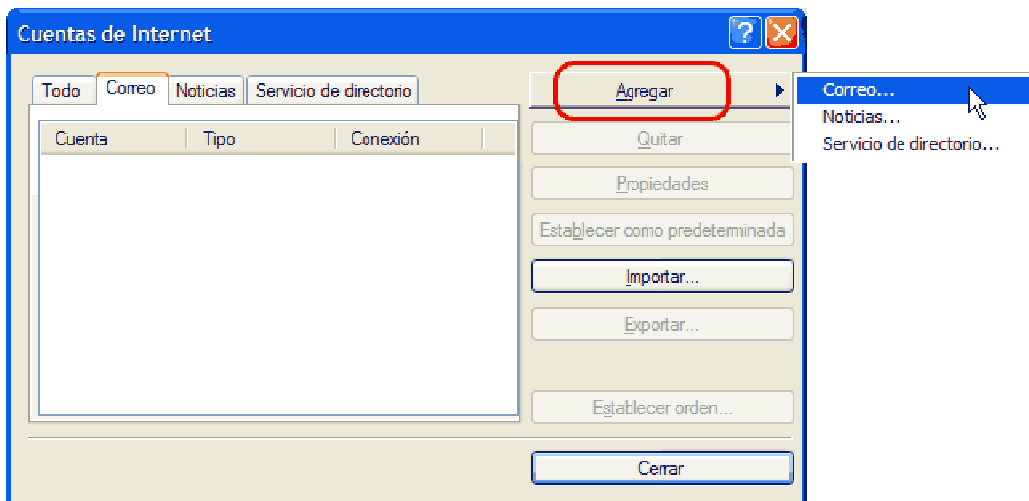 Cuentas de Internet
Todo Correo Noticias Servicio de directorio
Cuenta Tipo Conexión
Agregar
Correo...
Noticias...
Servicio de directorio...
Quitar
Propiedades
Establecer como predeterminada
Importar...
Exportar...
Establecer orden...
Cerrar